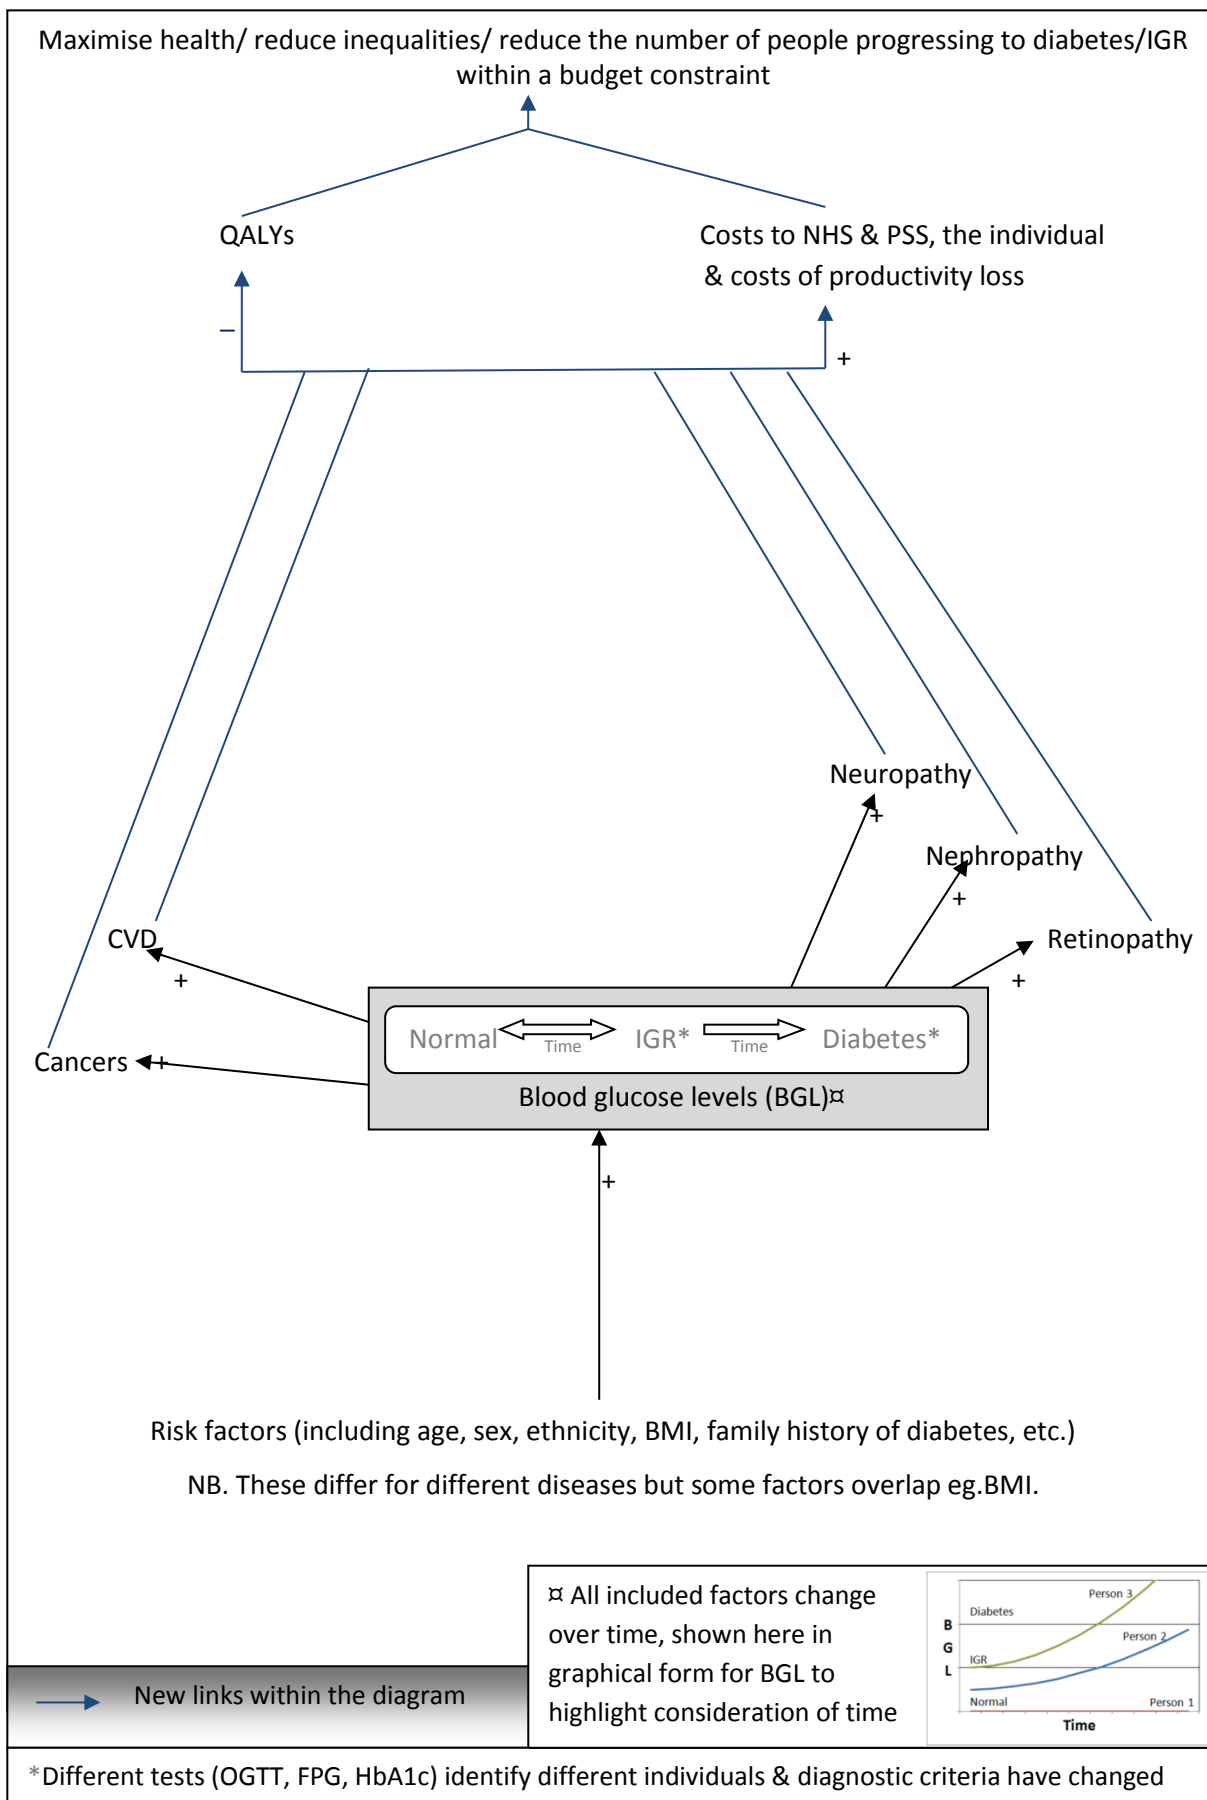 Maximise health/ reduce inequalities/ reduce the number of people progressing to diabetes/IGR
within a budget constraint
QALYs
Costs to NHS & PSS, the individual
& costs of productivity loss
–
+
Neuropathy
+
Nephropathy
+
CVD
Retinopathy
+
+
Normal
Time
IGR*
Time
Diabetes*
Cancers
+
Blood glucose levels (BGL)¤
+
Risk factors (including age, sex, ethnicity, BMI, family history of diabetes, etc.)
NB. These differ for different diseases but some factors overlap eg.BMI.
¤ All included factors change
over time, shown here in
graphical form for BGL to
highlight consideration of time
Person 3
Diabetes
B
Person 2
G
IGR
L
Normal
Person 1
Time
New links within the diagram
*Different tests (OGTT, FPG, HbA1c) identify different individuals & diagnostic criteria have changed